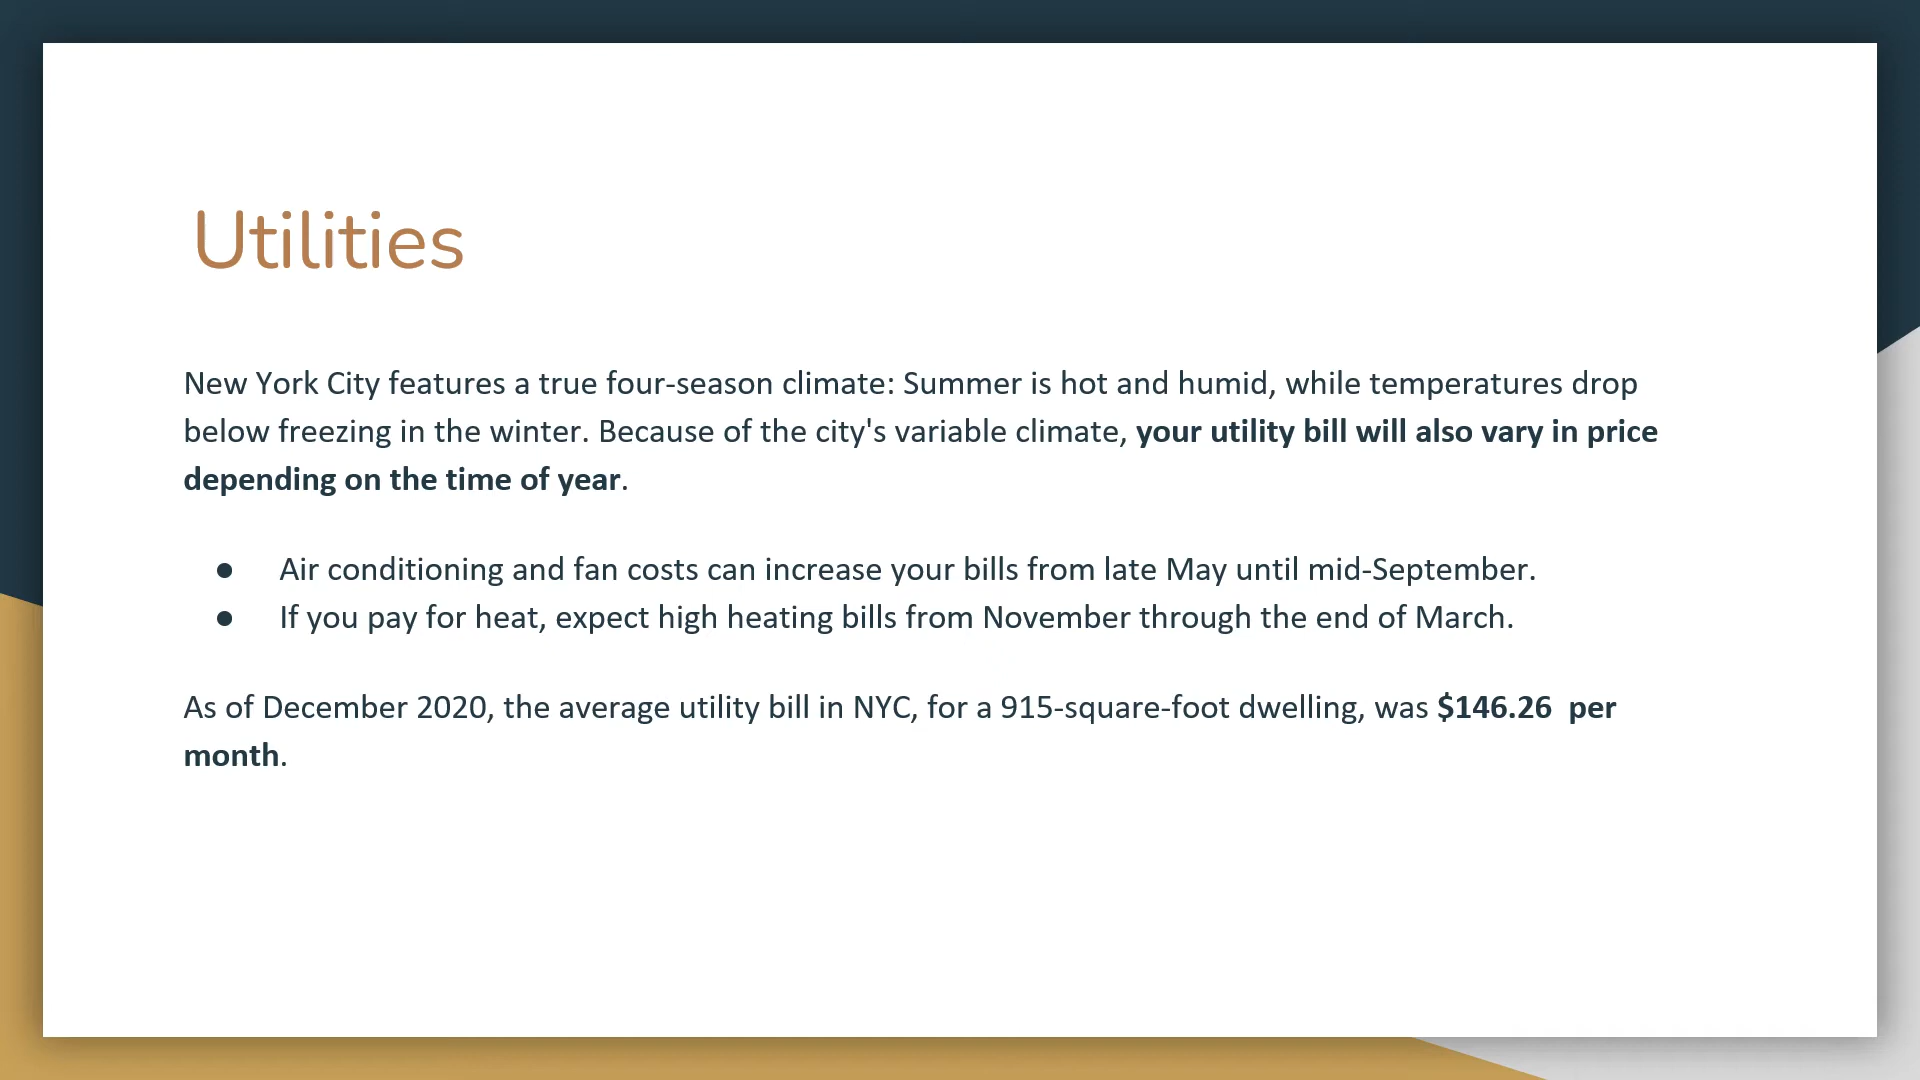 Utilities
New York City features a true four-season climate: Summer is hot and humid, while temperatures drop
below freezing in the winter. Because of the city's variable climate, your utility bill will also vary in price
depending on the time of year.
● Air conditioning and fan costs can increase your bills from late May until mid-September.
● If you pay for heat, expect high heating bills from November through the end of March.
As of December 2020, the average utility bill in NYC, for a 915-square-foot dwelling, was $146.26  per
month.